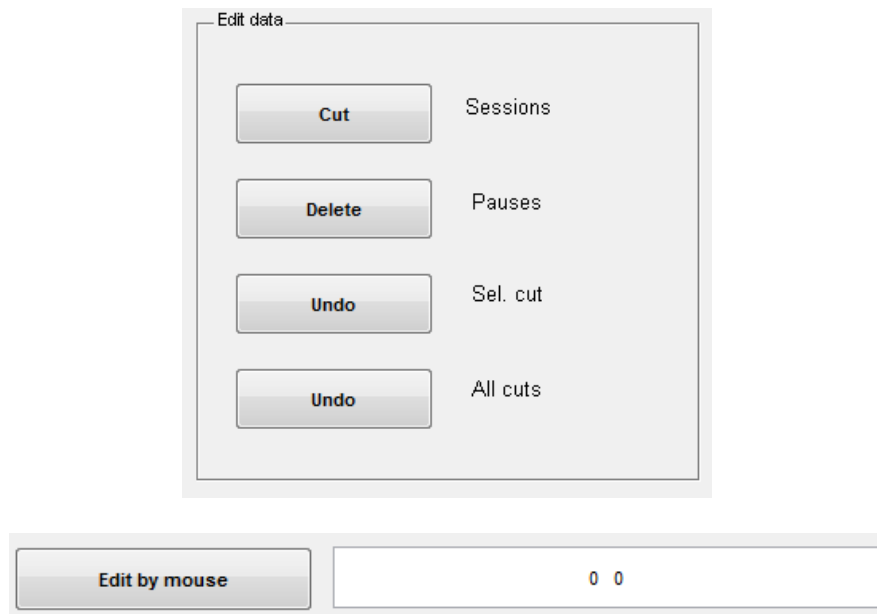 Edit data
Cut Sessions
Delete Pauses
Undo Sel. cut
Undo All cuts
Edit by mouse 0 0